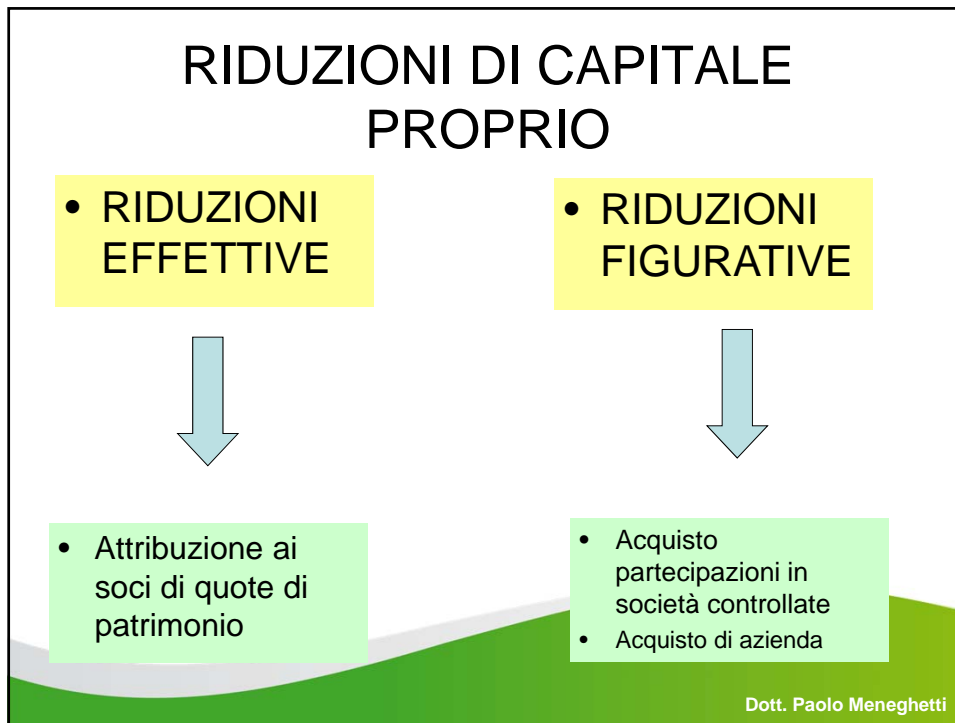 RIDUZIONI DI CAPITALE
PROPRIO
• RIDUZIONI
EFFETTIVE
• RIDUZIONI
FIGURATIVE
• Attribuzione ai
soci di quote di
patrimonio
• Acquisto
partecipazioni in
società controllate
• Acquisto di azienda
Dott. Paolo Meneghetti